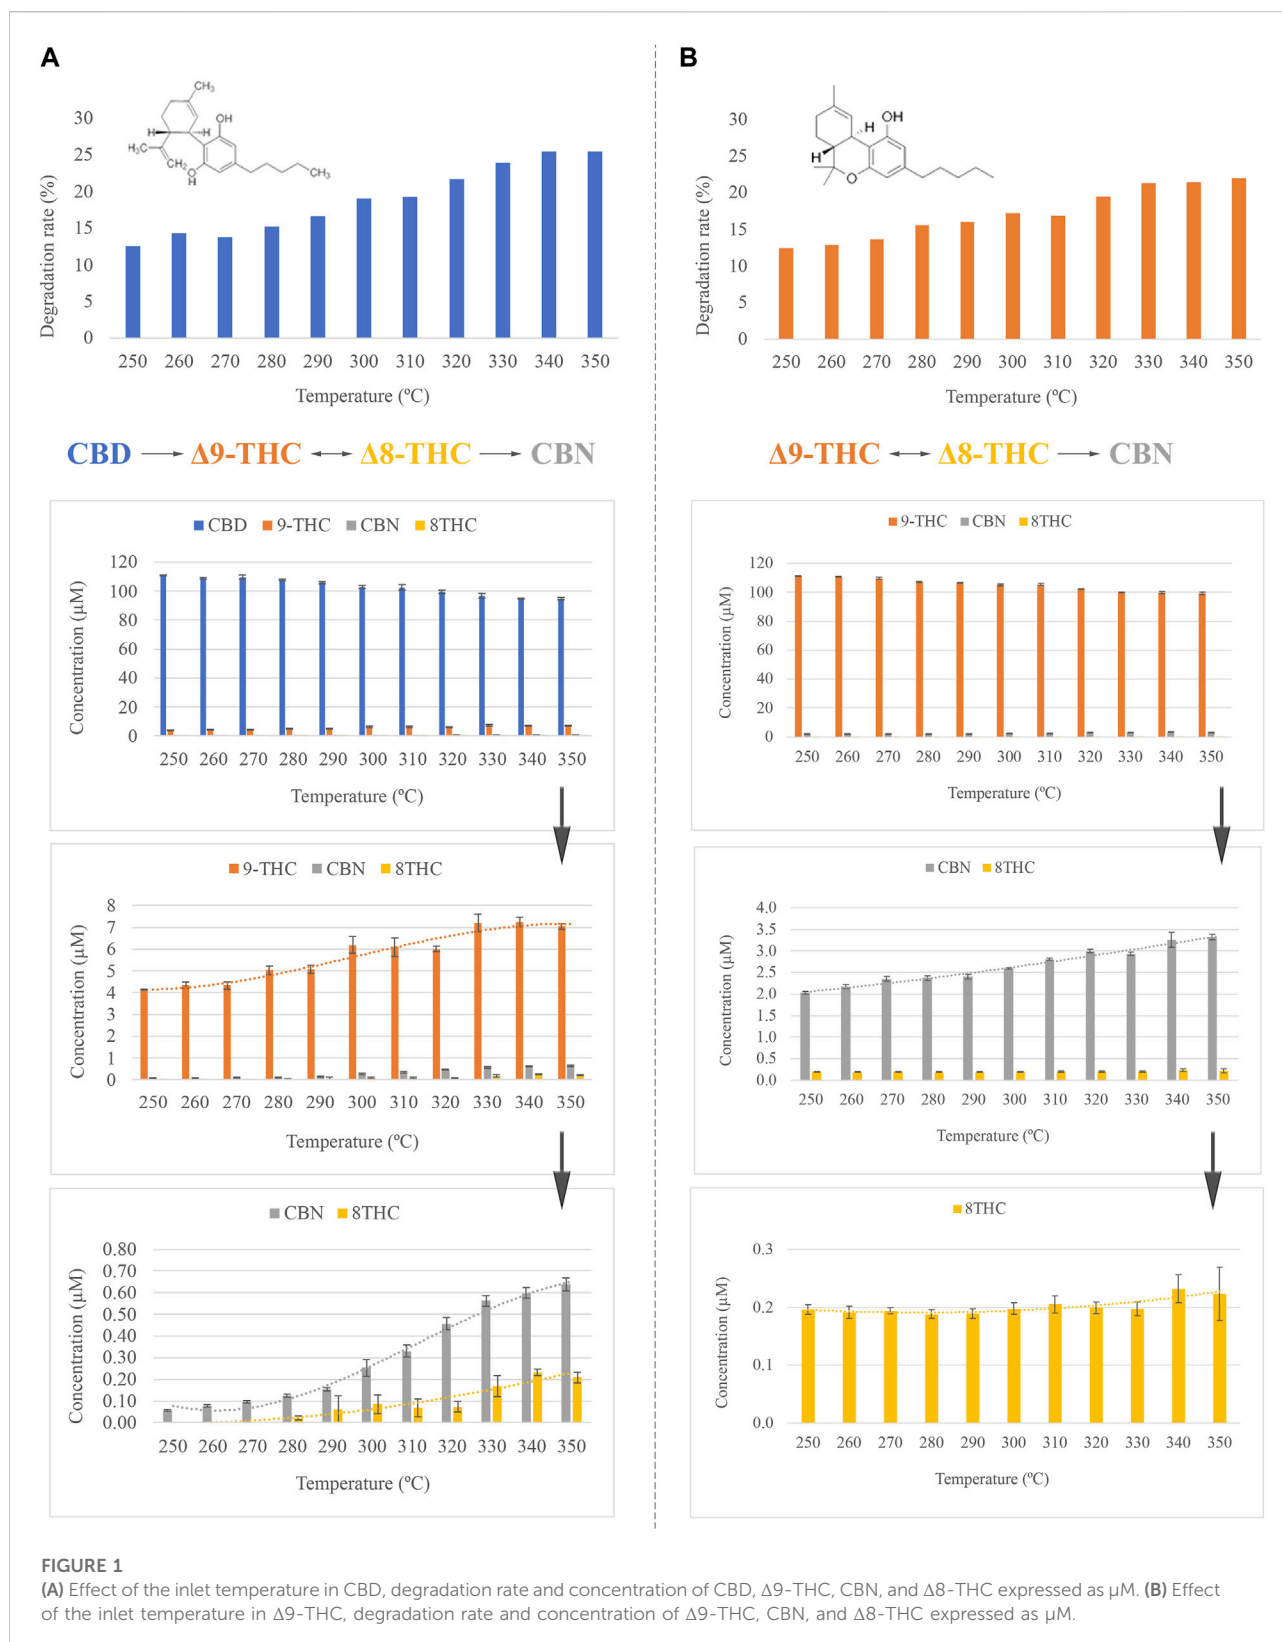 A
CH₃
OH
H
H
H₃C
CH₂
O
H
CH₃
Degradation rate (%)
30
25
20
15
10
5
0
250 260 270 280 290 300 310 320 330 340 350
Temperature (ºC)
CBD → Δ9-THC ↔ Δ8-THC → CBN
CBD 9-THC CBN 8THC
Concentration (µM)
120
100
80
60
40
20
0
250 260 270 280 290 300 310 320 330 340 350
Temperature (ºC)
9-THC CBN 8THC
Concentration (µM)
8
7
6
5
4
3
2
1
0
250 260 270 280 290 300 310 320 330 340 350
Temperature (ºC)
CBN 8THC
Concentration (µM)
0.80
0.70
0.60
0.50
0.40
0.30
0.20
0.10
0.00
250 260 270 280 290 300 310 320 330 340 350
Temperature (ºC)
B
OH
H
H
O
Degradation rate (%)
30
25
20
15
10
5
0
250 260 270 280 290 300 310 320 330 340 350
Temperature (ºC)
Δ9-THC ↔ Δ8-THC → CBN
9-THC CBN 8THC
Concentration (µM)
120
100
80
60
40
20
0
250 260 270 280 290 300 310 320 330 340 350
Temperature (ºC)
CBN 8THC
Concentration (µM)
4.0
3.5
3.0
2.5
2.0
1.5
1.0
0.5
0.0
250 260 270 280 290 300 310 320 330 340 350
Temperature (ºC)
8THC
Concentration (µM)
0.3
0.2
0.1
0.0
250 260 270 280 290 300 310 320 330 340 350
Temperature (ºC)
FIGURE 1
(A) Effect of the inlet temperature in CBD, degradation rate and concentration of CBD, Δ9-THC, CBN, and Δ8-THC expressed as µM. (B) Effect
of the inlet temperature in Δ9-THC, degradation rate and concentration of Δ9-THC, CBN, and Δ8-THC expressed as µM.